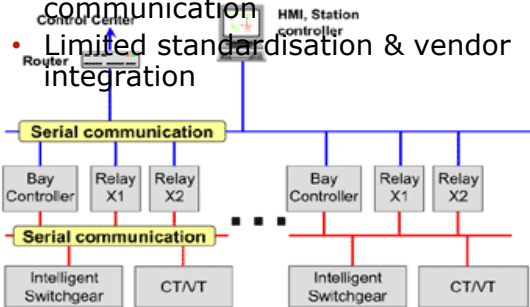 communication
Control Center
HMI, Station
controller
• Limited standardisation & vendor
Router
integration
Serial communication
Bay
Controller
Relay
X1
Relay
X2
Bay
Controller
Relay
X1
Relay
X2
Serial communication
Intelligent
Switchgear
CT/VT
Intelligent
Switchgear
CT/VT